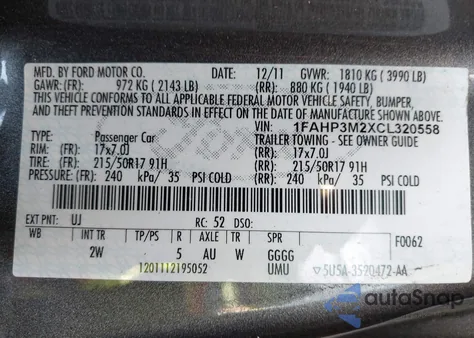 MFD. BY FORD MOTOR CO.
DATE: 12/11 GVWR: 1810 KG ( 3990 LB)
GAWR: (FR): 972 KG ( 2143 LB) (RR): 880 KG ( 1940 LB)
THIS VEHICLE CONFORMS TO ALL APPLICABLE FEDERAL MOTOR VEHICLE SAFETY, BUMPER,
AND THEFT PREVENTION STANDARDS IN EFFECT ON THE DATE OF MANUFACTURE SHOWN ABOVE.
VIN: 1FAHP3M2XCL320558
TYPE: Passenger Car TRAILER TOWING - SEE OWNER GUIDE
RIM: (FR) 17x7.0J (RR): 17x7.0J
TIRE: (FR) 215/50R17 91H (RR): 215/50R17 91H
PRESSURE: (FR): 240 kPa/ 35 PSI COLD (RR): 240 kPa/ 35 PSI COLD
EXT PNT: UJ RC: 52 DSO: F0062
WB INT TP/PS R AXLE TR SPR
2W 5 AU W GGGG
1201112195052 UMU 5U5A-3520472-AA
autoSnap